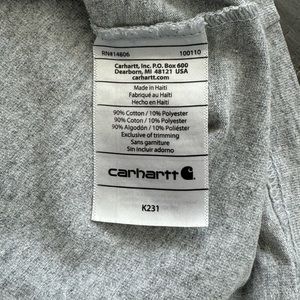 RN#14806 100110
Carhartt, Inc. P.O. Box 600
Dearborn, MI 48121 USA
carhartt.com
Made in Haiti
Fabriqué au Haïti
Hecho en Haití
90% Cotton / 10% Polyester
90% Coton / 10% Polyester
90% Algodón / 10% Poliéster
Exclusive of trimming
Sans garniture
Sin incluir adorno
carhartt
K231